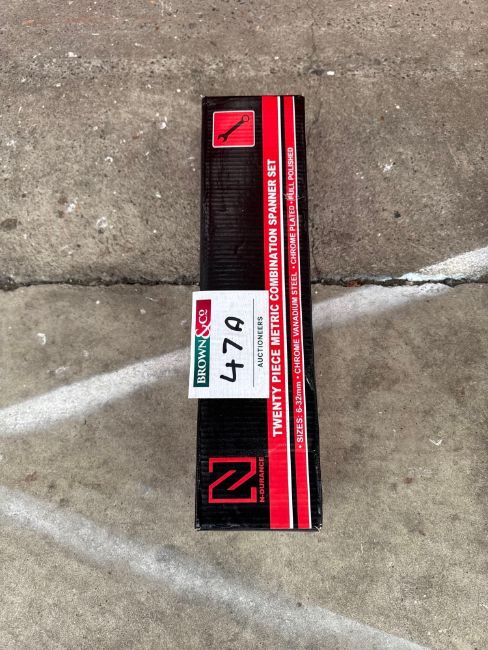 TWENTY PIECE METRIC COMBINATION SPANNER SET
• SIZES: 6-32mm • CHROME VANADIUM STEEL • CHROME PLATED • FULL POLISHED
BROWN&CO
47A
AUCTIONEERS
N
N-DURANCE